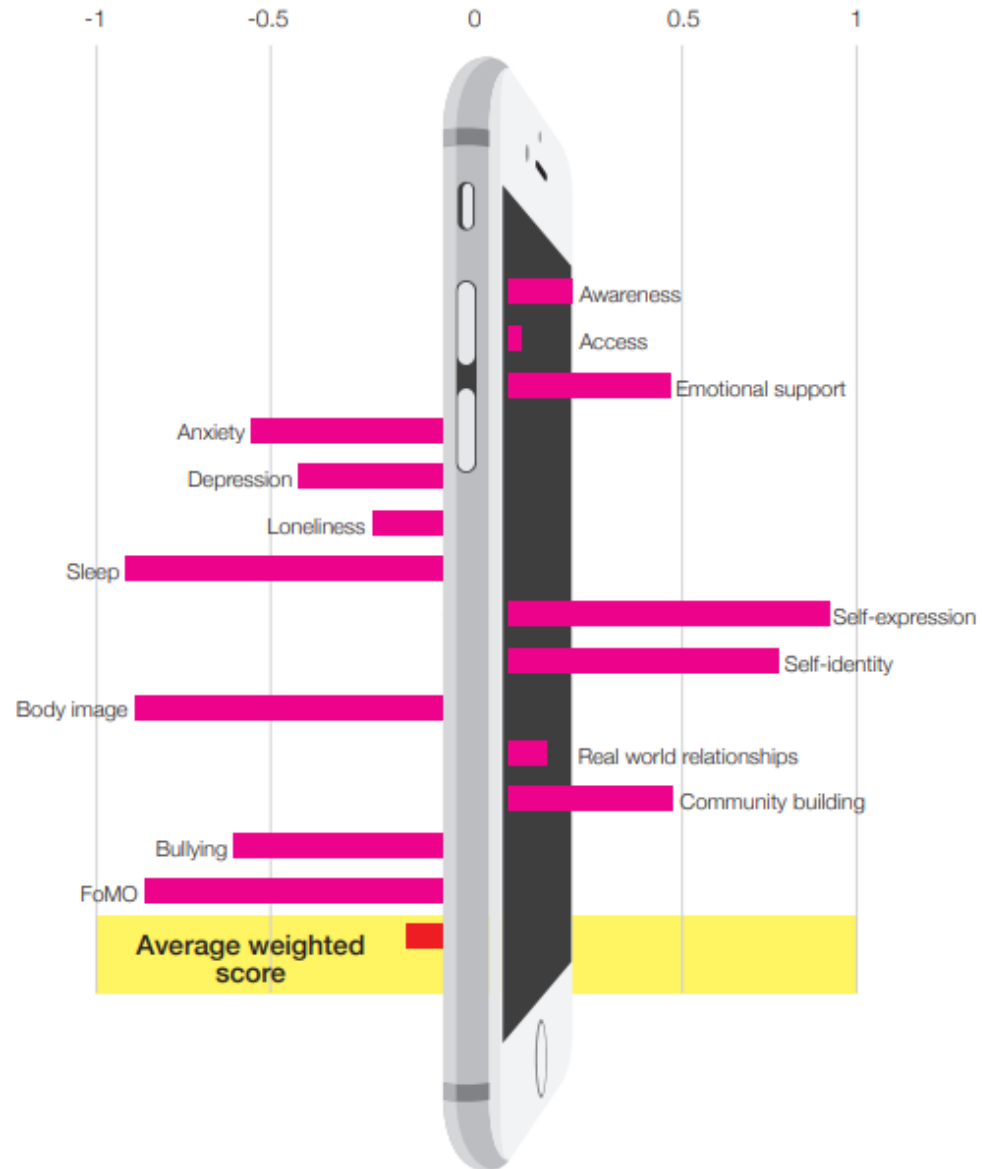 -1 -0.5 0 0.5 1
Awareness
Access
Emotional support
Anxiety
Depression
Loneliness
Sleep
Self-expression
Self-identity
Body image
Real world relationships
Community building
Bullying
FoMO
Average weighted
score